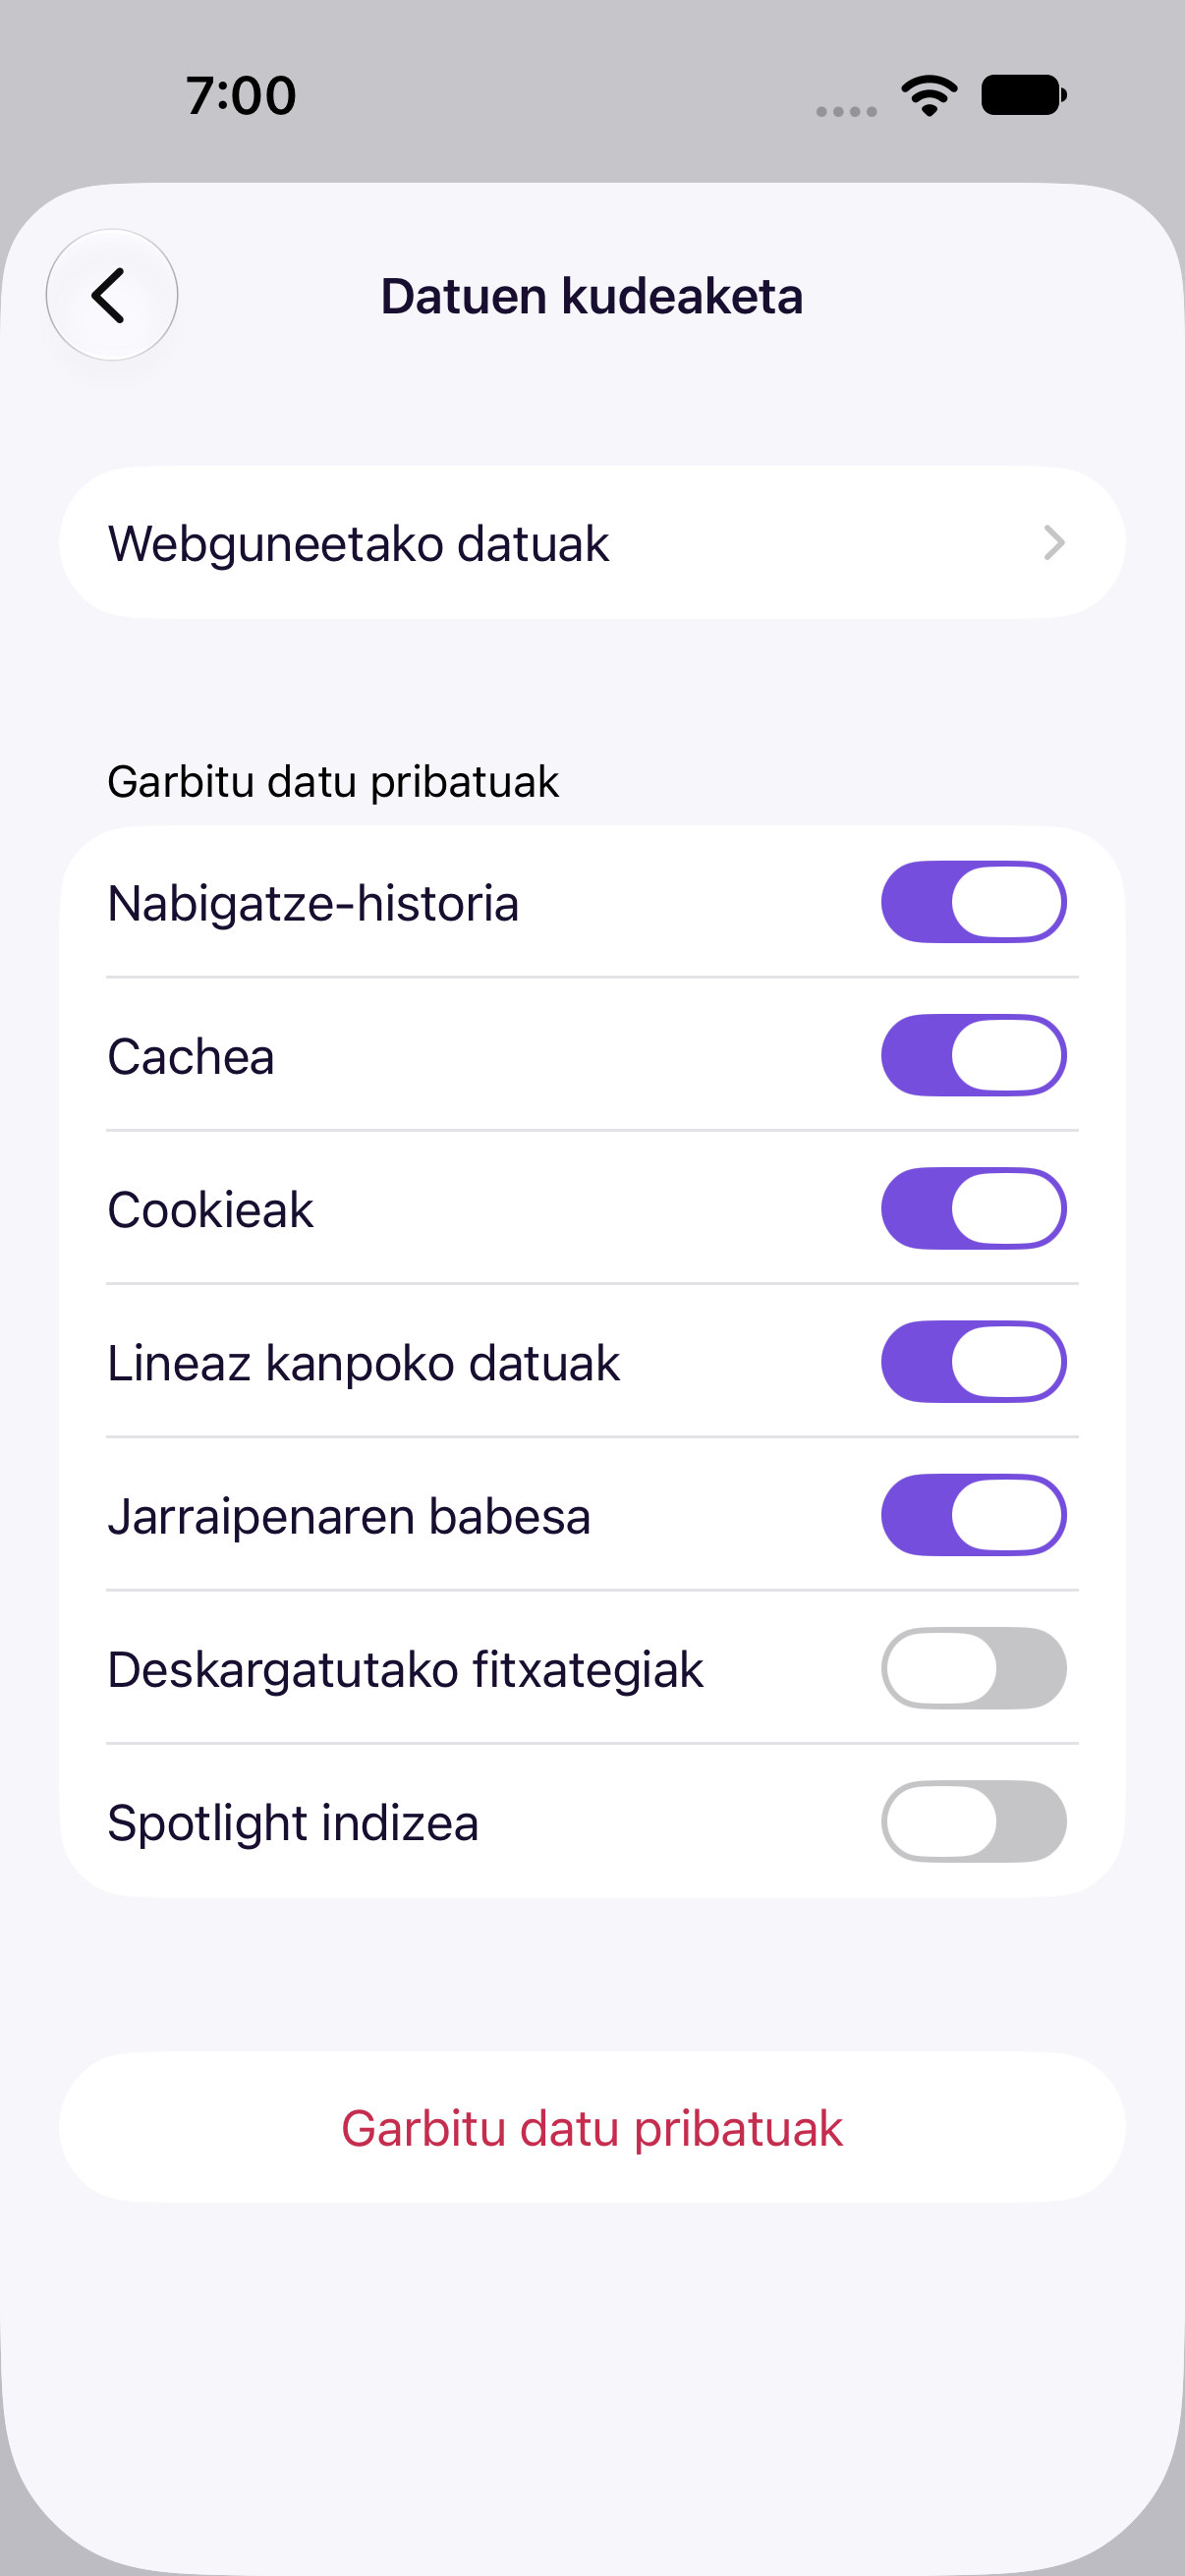 7:00
Datuen kudeaketa
Webguneetako datuak
Garbitu datu pribatuak
Nabigatze-historia
Cachea
Cookieak
Lineaz kanpoko datuak
Jarraipenaren babesa
Deskargatutako fitxategiak
Spotlight indizea
Garbitu datu pribatuak